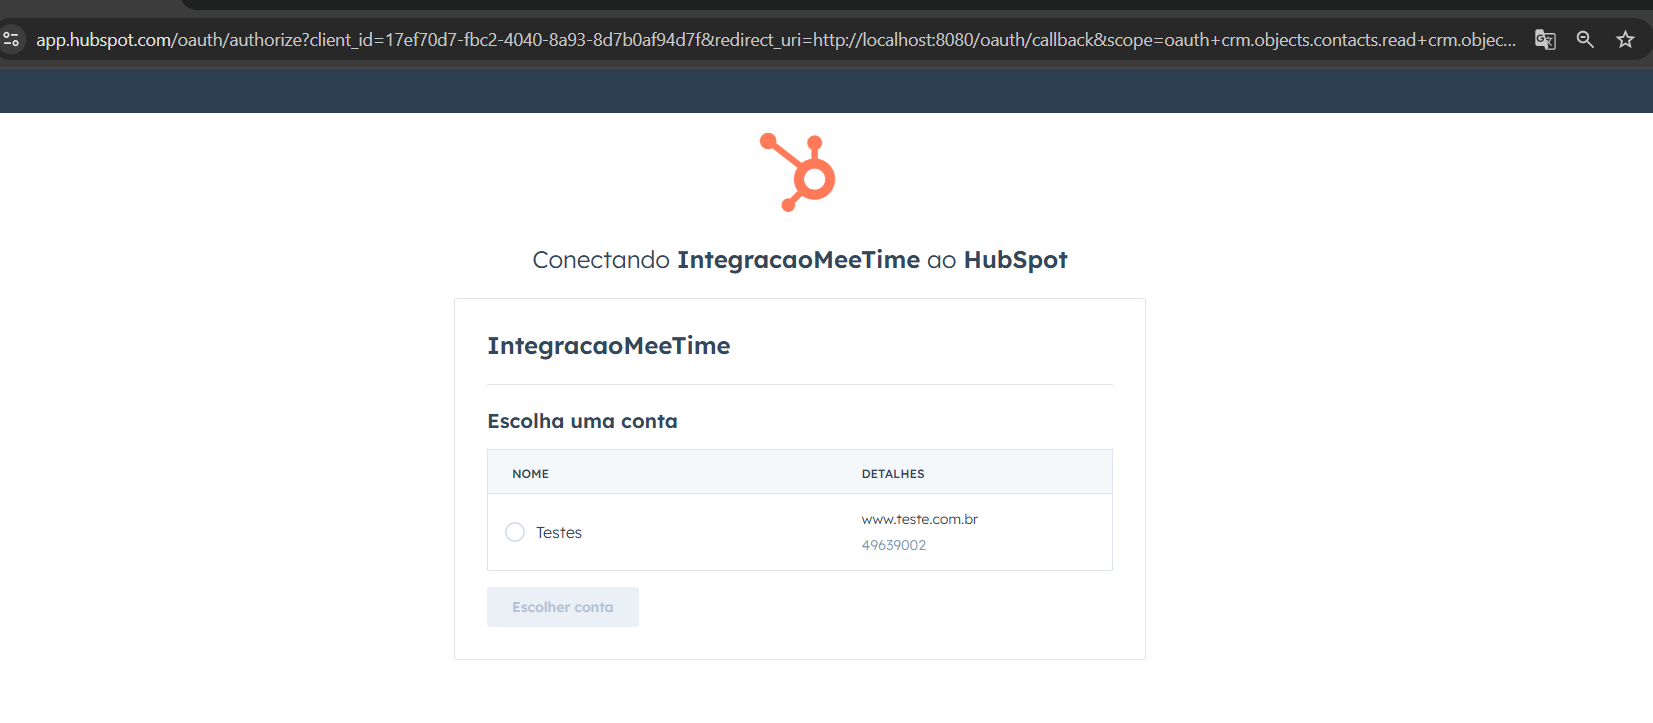 app.hubspot.com/oauth/authorize?client_id=17ef70d7-fbc2-4040-8a93-8d7b0af94d7f&redirect_uri=http://localhost:8080/oauth/callback&scope=oauth+crm.objects.contacts.read+crm.objec...
Conectando IntegracaoMeeTime ao HubSpot
IntegracaoMeeTime
Escolha uma conta
NOME DETALHES
Testes www.teste.com.br
49639002
Escolher conta